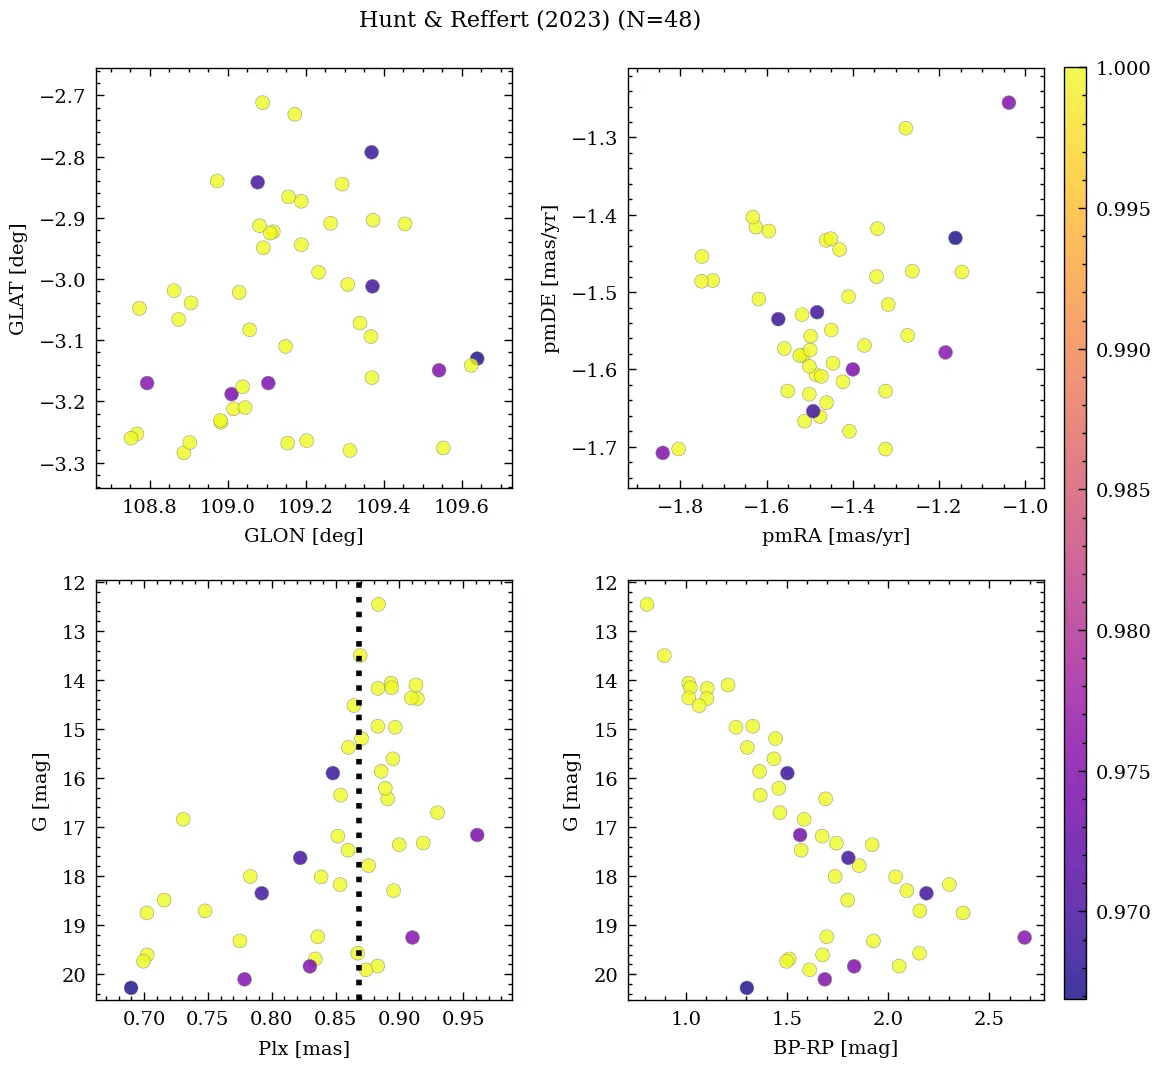 Hunt & Reffert (2023) (N=48)
−2.7
−2.8
−2.9
−3.0
−3.1
−3.2
−3.3
GLAT [deg]
108.8 109.0 109.2 109.4 109.6
GLON [deg]
−1.3
−1.4
−1.5
−1.6
−1.7
pmDE [mas/yr]
−1.8 −1.6 −1.4 −1.2 −1.0
pmRA [mas/yr]
1.000
0.995
0.990
0.985
0.980
0.975
0.970
12
13
14
15
16
17
18
19
20
G [mag]
0.70 0.75 0.80 0.85 0.90 0.95
Plx [mas]
12
13
14
15
16
17
18
19
20
G [mag]
1.0 1.5 2.0 2.5
BP-RP [mag]